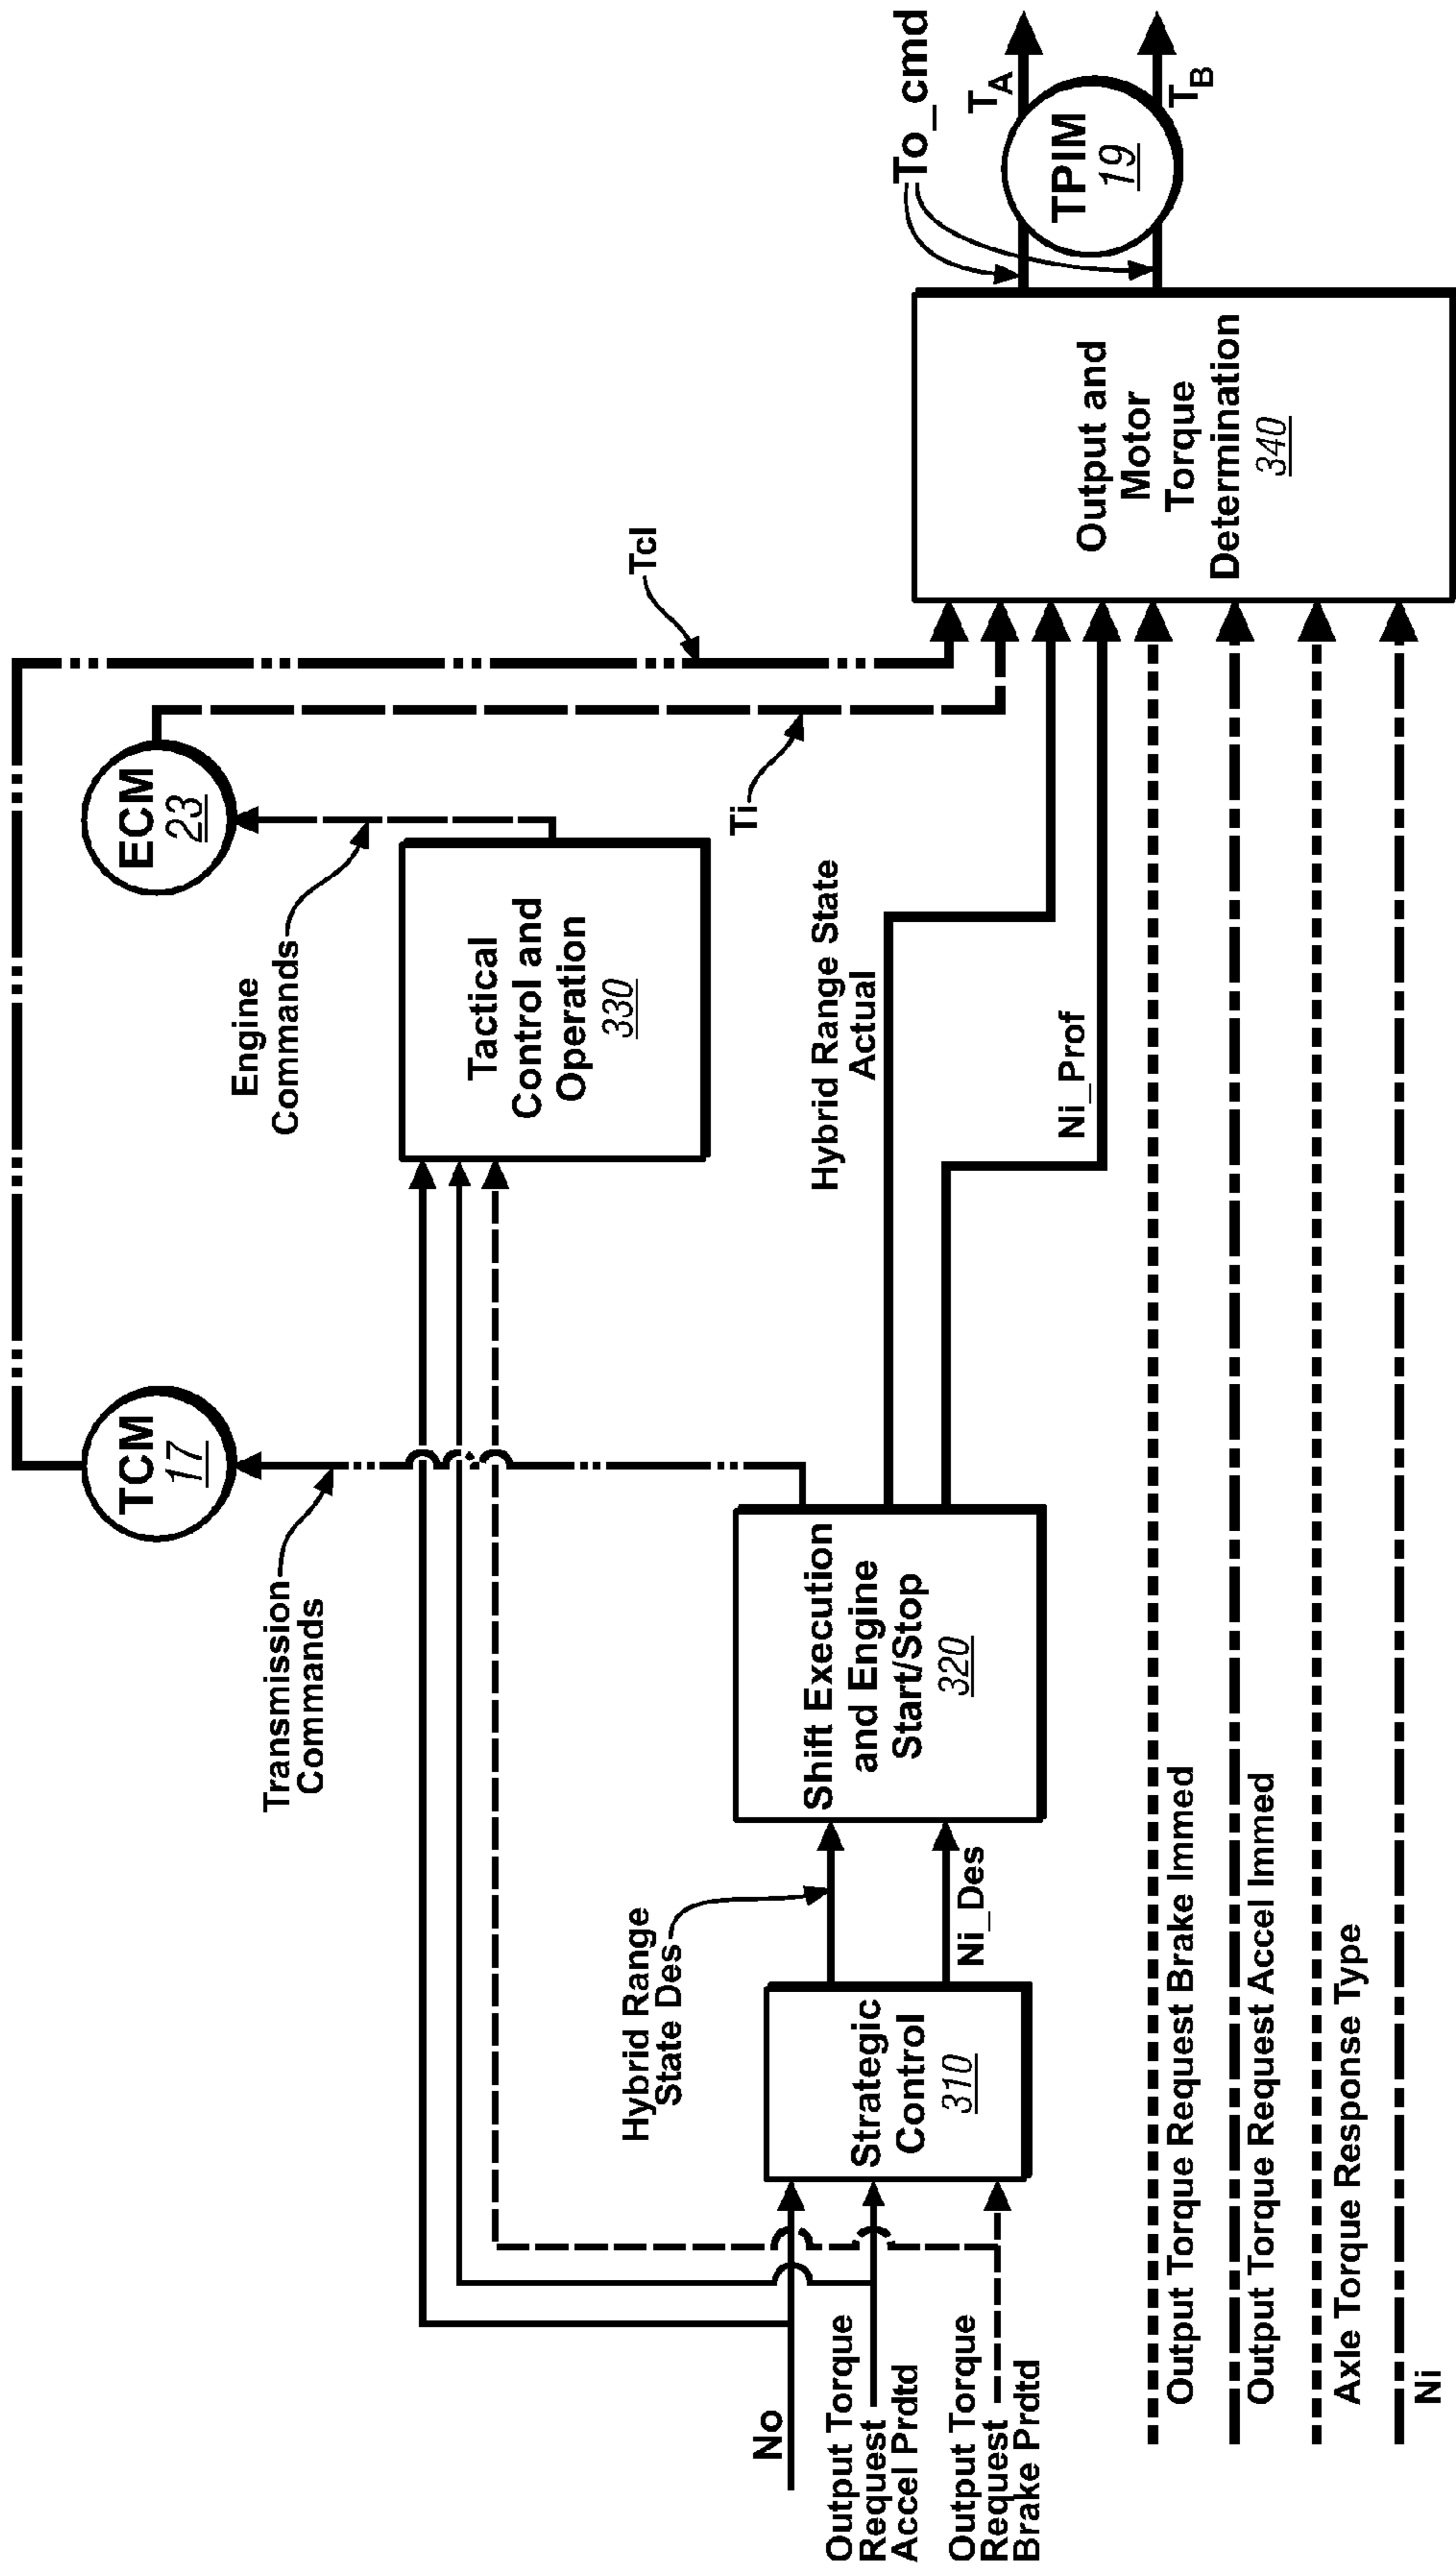 TCM
17
ECM
23
Transmission
Commands
Engine
Commands
Tcl
Ti
Tactical
Control and
Operation
330
Hybrid Range
State Des
Hybrid Range State
Actual
Ni_Prof
No
Output Torque
Request
Accel Prdtd
Output Torque
Request
Brake Prdtd
Strategic
Control
310
Ni_Des
Shift Execution
and Engine
Start/Stop
320
Output and
Motor
Torque
Determination
340
To_cmd
TPIM
19
TA
TB
Output Torque Request Brake Immed
Output Torque Request Accel Immed
Axle Torque Response Type
Ni